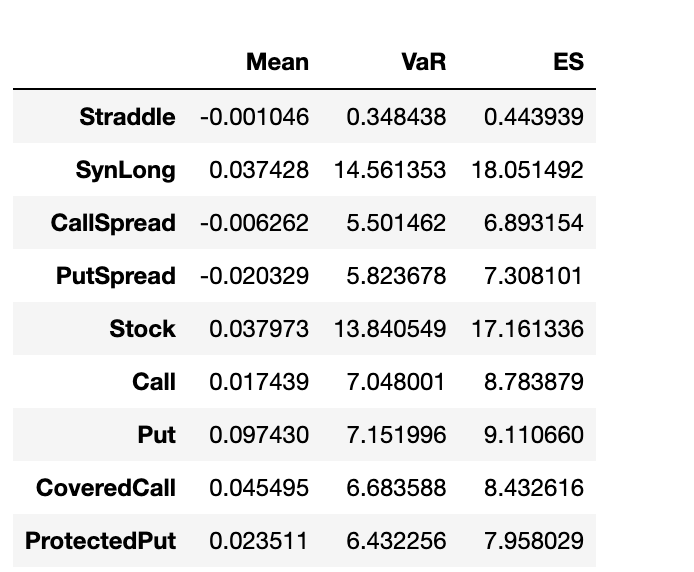 Mean VaR ES
Straddle -0.001046 0.348438 0.443939
SynLong 0.037428 14.561353 18.051492
CallSpread -0.006262 5.501462 6.893154
PutSpread -0.020329 5.823678 7.308101
Stock 0.037973 13.840549 17.161336
Call 0.017439 7.048001 8.783879
Put 0.097430 7.151996 9.110660
CoveredCall 0.045495 6.683588 8.432616
ProtectedPut 0.023511 6.432256 7.958029